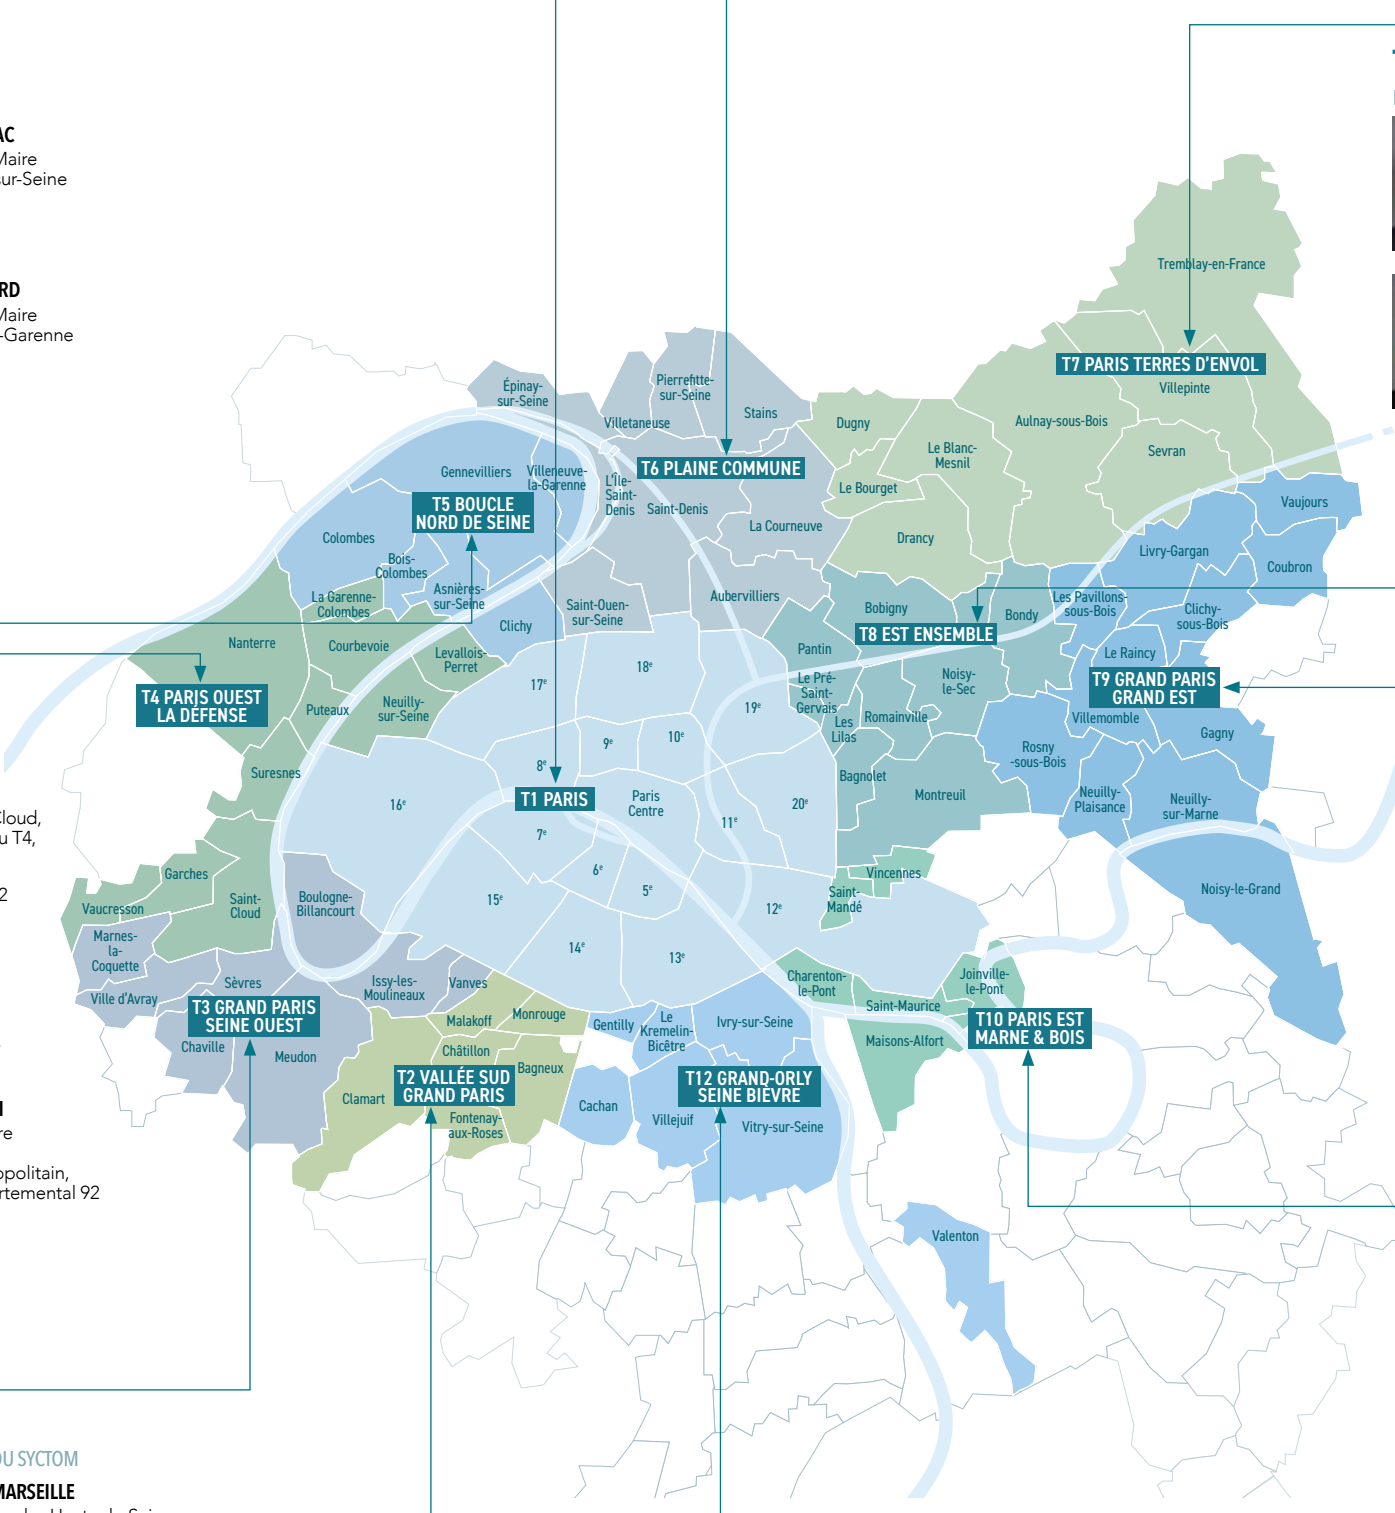 AC
Maire
sur-Seine
RD
Maire
-Garenne
Tremblay-en-France
T7 PARIS TERRES D'ENVOL
Villepinte
Aulnay-sous-Bois
Sevran
Dugny
Le Blanc-
Mesnil
Le Bourget
Drancy
Épinay-
sur-Seine
Pierrefitte-
sur-Seine
Villetaneuse
Stains
T6 PLAINE COMMUNE
L'Île-
Saint-
Denis
Saint-Denis
La Courneuve
Aubervilliers
Saint-Ouen-
sur-Seine
Gennevilliers
Villeneuve-
la-Garenne
T5 BOUCLE
NORD DE SEINE
Colombes
Bois-
Colombes
Asnières-
sur-Seine
Clichy
La Garenne-
Colombes
Nanterre
Courbevoie
Levallois-
Perret
T4 PARIS OUEST
LA DÉFENSE
Puteaux
Neuilly-
sur-Seine
Suresnes
Garches
Vaucresson
Saint-
Cloud
Vaujours
Livry-Gargan
Coubron
Les Pavillons-
sous-Bois
Clichy-
sous-Bois
Le Raincy
T9 GRAND PARIS
GRAND EST
Villemomble
Gagny
Rosny
-sous-Bois
Neuilly-
Plaisance
Neuilly-
sur-Marne
Noisy-le-Grand
Bobigny
Bondy
T8 EST ENSEMBLE
Pantin
Le Pré-
Saint-
Gervais
Noisy-
le-Sec
Les
Lilas
Romainville
Bagnolet
Montreuil
17e
18e
19e
9e
10e
8e
T1 PARIS
Paris
Centre
16e
20e
11e
7e
6e
5e
15e
12e
14e
13e
Vincennes
Saint-
Mandé
Charenton-
le-Pont
Joinville-
le-Pont
Saint-Maurice
T10 PARIS EST
MARNE & BOIS
Maisons-Alfort
Boulogne-
Billancourt
Marnes-
la-
Coquette
Ville d'Avray
Sèvres
Issy-les-
Moulineaux
Vanves
T3 GRAND PARIS
SEINE OUEST
Chaville
Meudon
Malakoff
Monrouge
Châtillon
Bagneux
T2 VALLÉE SUD
GRAND PARIS
Clamart
Fontenay-
aux-Roses
Gentilly
Le
Kremelin-
Bicêtre
Ivry-sur-Seine
T12 GRAND-ORLY
SEINE BIÈVRE
Cachan
Villejuif
Vitry-sur-Seine
Valenton
Cloud,
u T4,
2
re
opolitain,
rtemental 92
OU SYCTOM
MARSEILLE